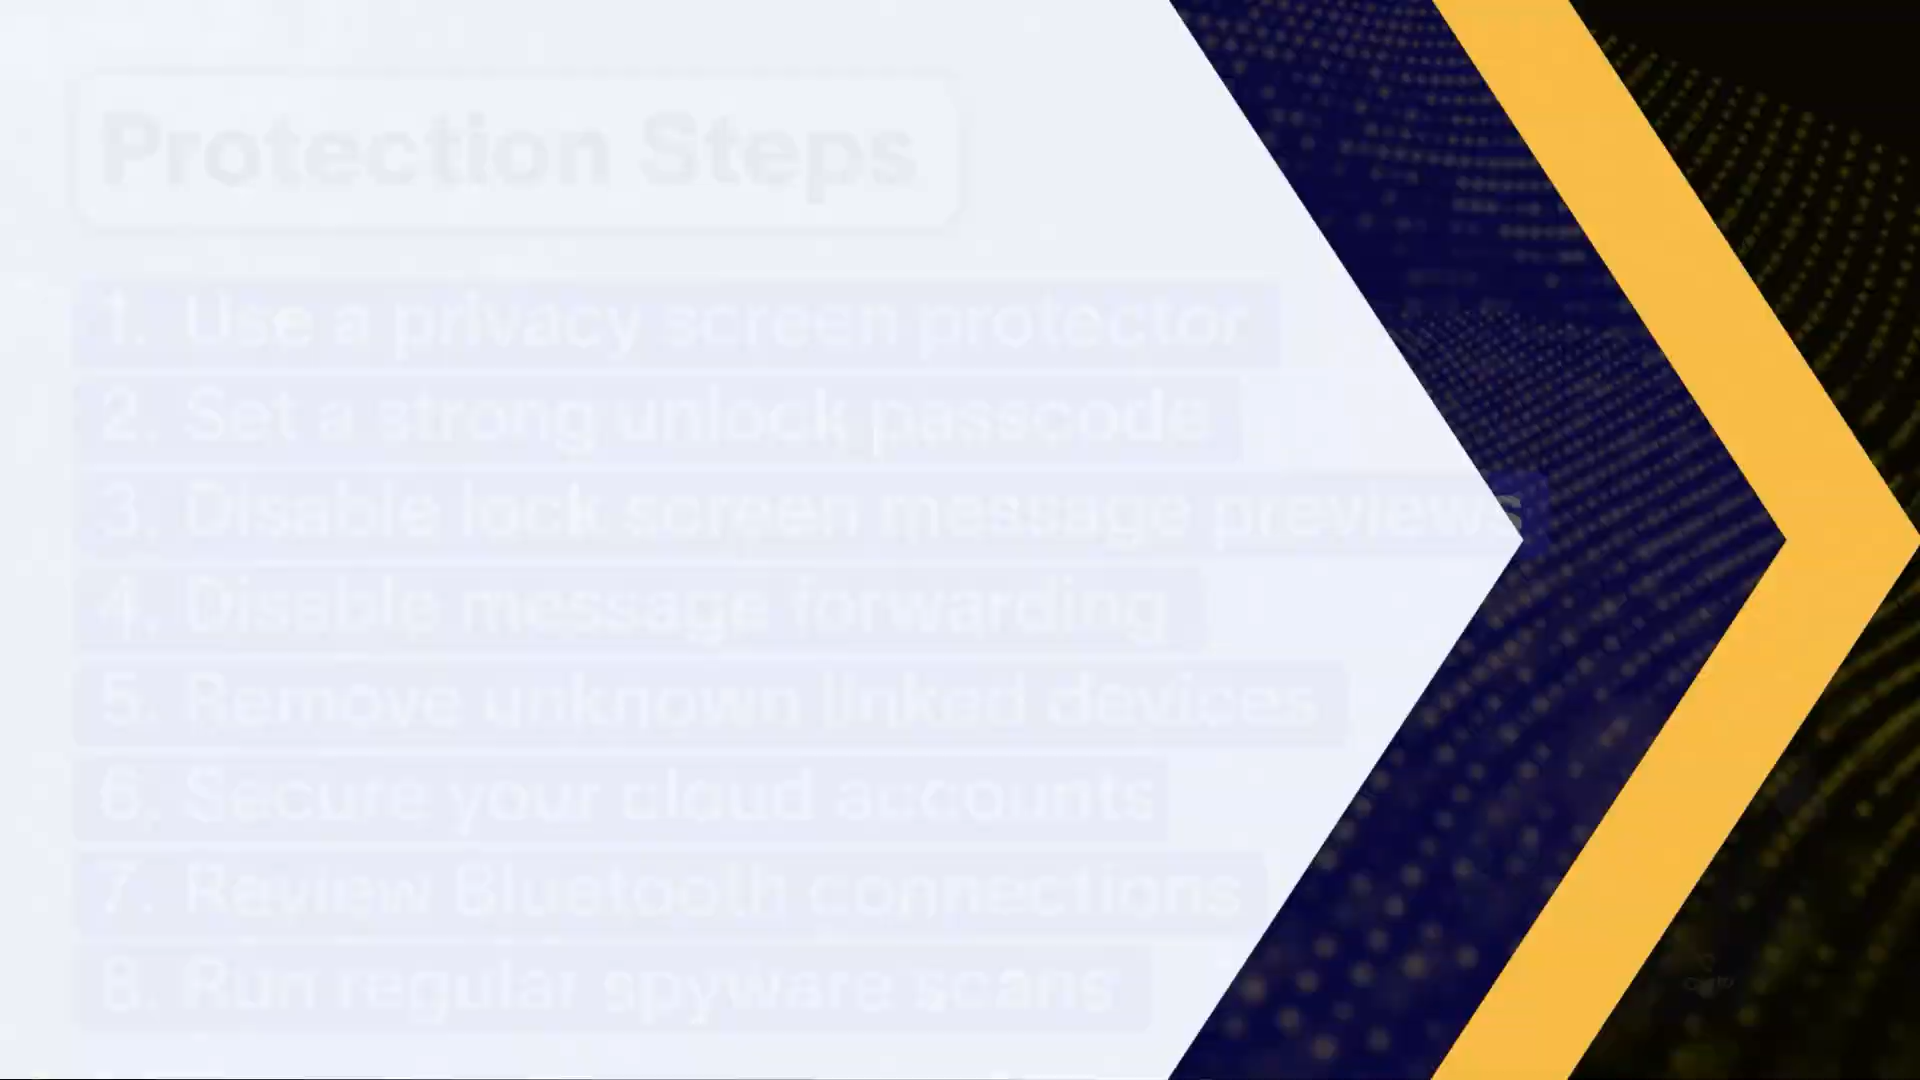 Protection Steps
1. Use a privacy screen protector
2. Set a strong unlock passcode
3. Disable lock screen message previews
4. Disable message forwarding
5. Remove unknown linked devices
6. Secure your cloud accounts
7. Review Bluetooth connections
8. Run regular spyware scans